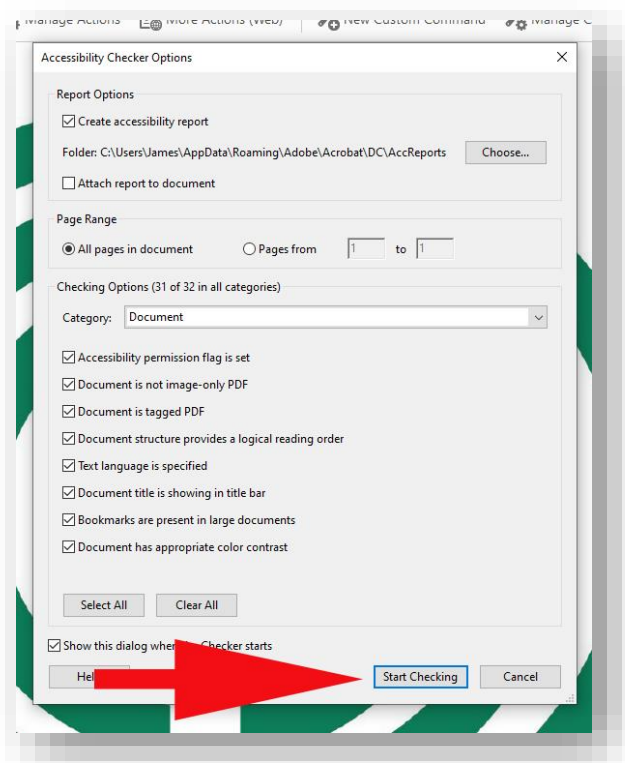 Manage Actions More Actions (Web) New Custom Command Manage C
Accessibility Checker Options
Report Options
Create accessibility report
Folder: C:\Users\James\AppData\Roaming\Adobe\Acrobat\DC\AccReports Choose...
Attach report to document
Page Range
All pages in document Pages from 1 to 1
Checking Options (31 of 32 in all categories)
Category: Document
Accessibility permission flag is set
Document is not image-only PDF
Document is tagged PDF
Document structure provides a logical reading order
Text language is specified
Document title is showing in title bar
Bookmarks are present in large documents
Document has appropriate color contrast
Select All Clear All
Show this dialog when the Checker starts
Hel Start Checking Cancel